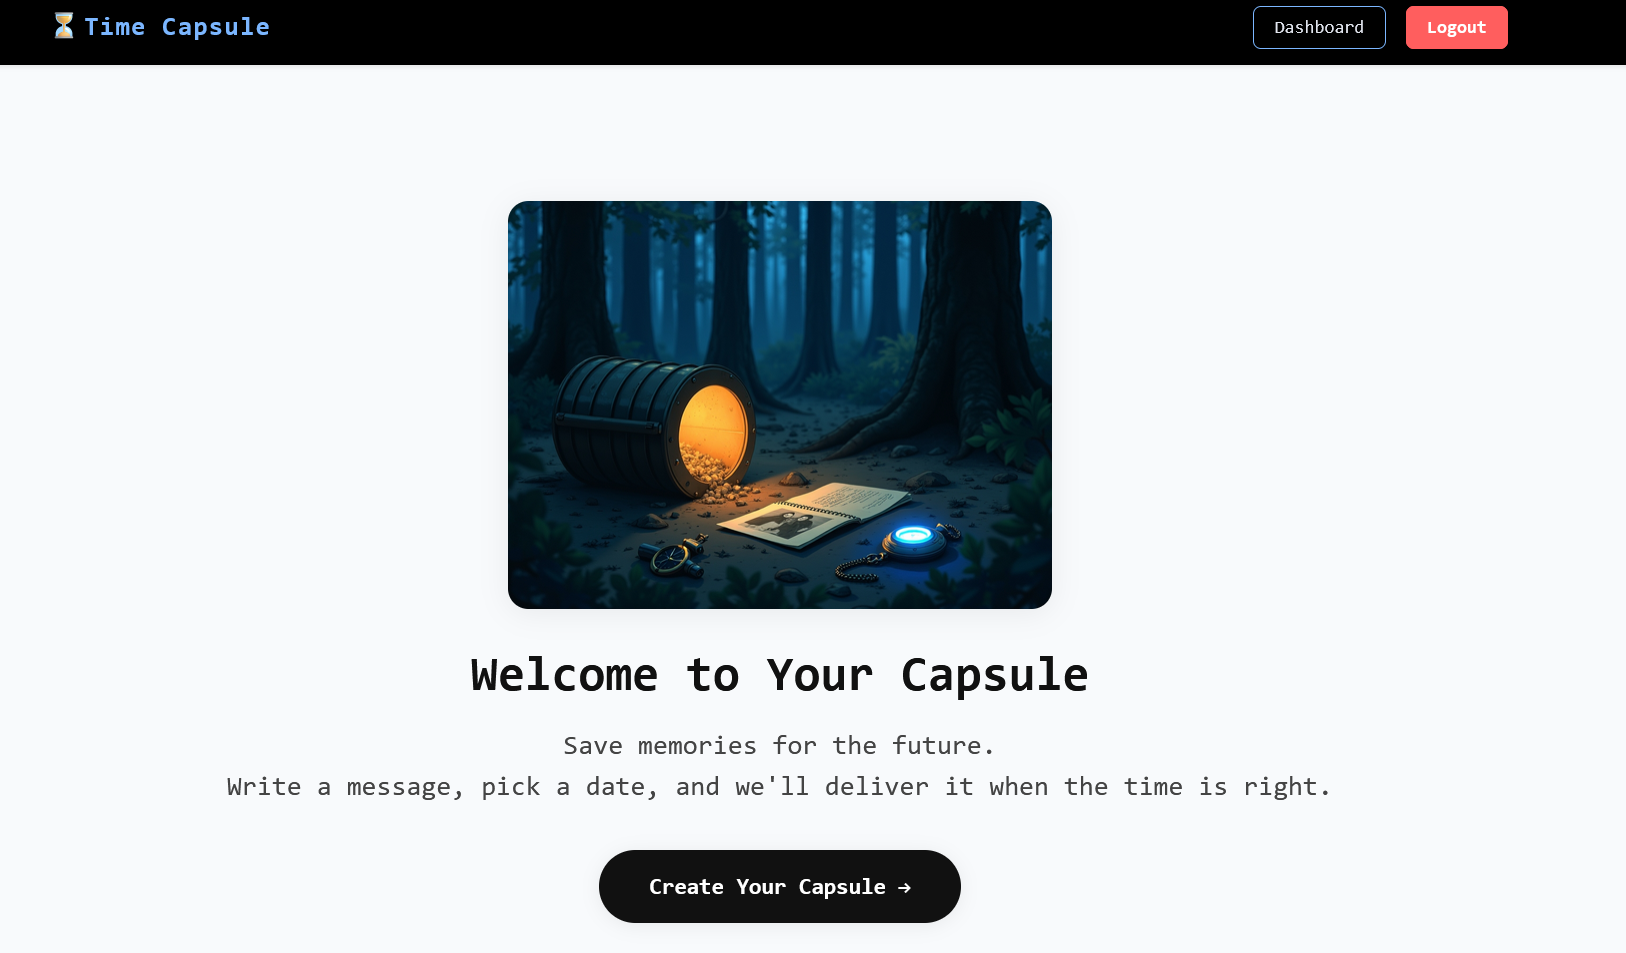 ⏳ Time Capsule
Dashboard
Logout
Welcome to Your Capsule
Save memories for the future.
Write a message, pick a date, and we'll deliver it when the time is right.
Create Your Capsule →